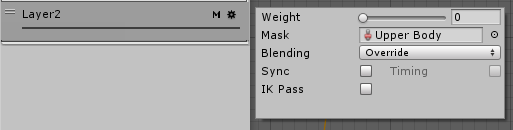 Layer2 M
Weight 0
Mask Upper Body
Blending Override
Sync Timing
IK Pass